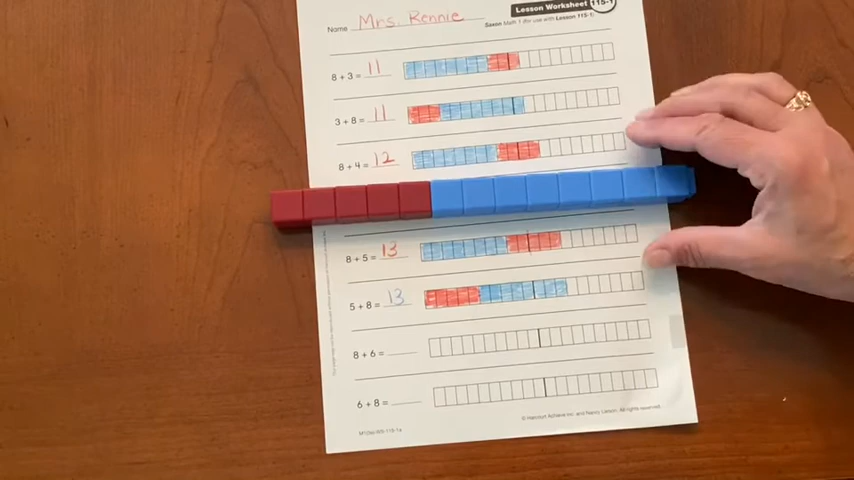 Lesson Worksheet 115-1
Name Mrs. Rennie
Saxon Math 1 (for use with Lesson 115-1)
8 + 3 = 11
3 + 8 = 11
8 + 4 = 12
8 + 5 = 13
5 + 8 = 13
8 + 6 =
6 + 8 =
© Harcourt Achieve Inc. and Nancy Larson. All rights reserved.